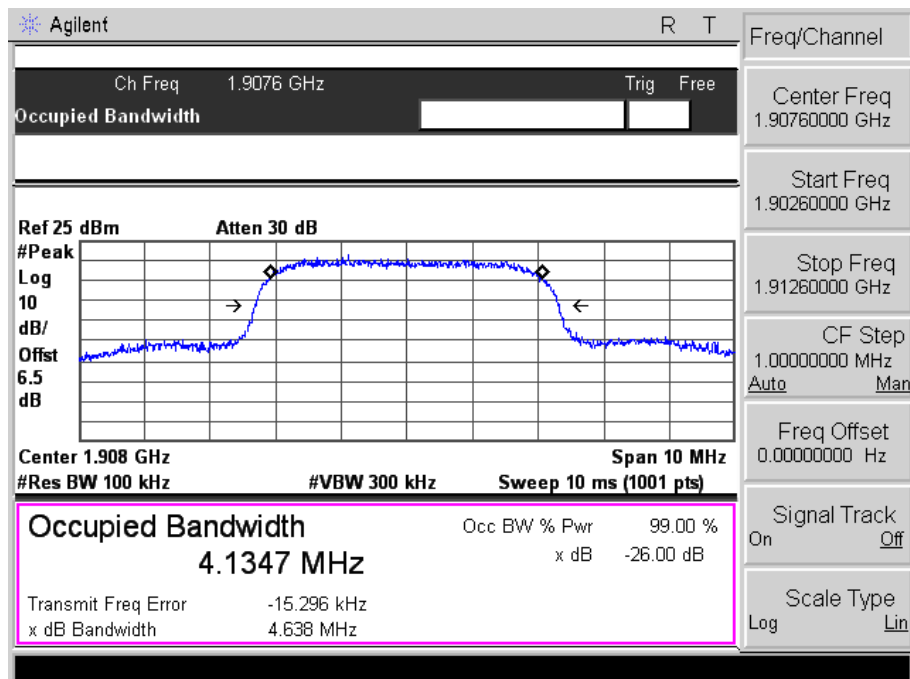 Agilent R T
Ch Freq 1.9076 GHz Trig Free
Occupied Bandwidth
Ref 25 dBm Atten 30 dB
#Peak
Log
10
dB/
Offst
6.5
dB
Center 1.908 GHz Span 10 MHz
#Res BW 100 kHz #VBW 300 kHz Sweep 10 ms (1001 pts)
Occupied Bandwidth Occ BW % Pwr 99.00 %
4.1347 MHz x dB -26.00 dB
Transmit Freq Error -15.296 kHz
x dB Bandwidth 4.638 MHz
Freq/Channel
Center Freq
1.90760000 GHz
Start Freq
1.90260000 GHz
Stop Freq
1.91260000 GHz
CF Step
1.00000000 MHz
Auto Man
Freq Offset
0.00000000 Hz
Signal Track
On Off
Scale Type
Log Lin